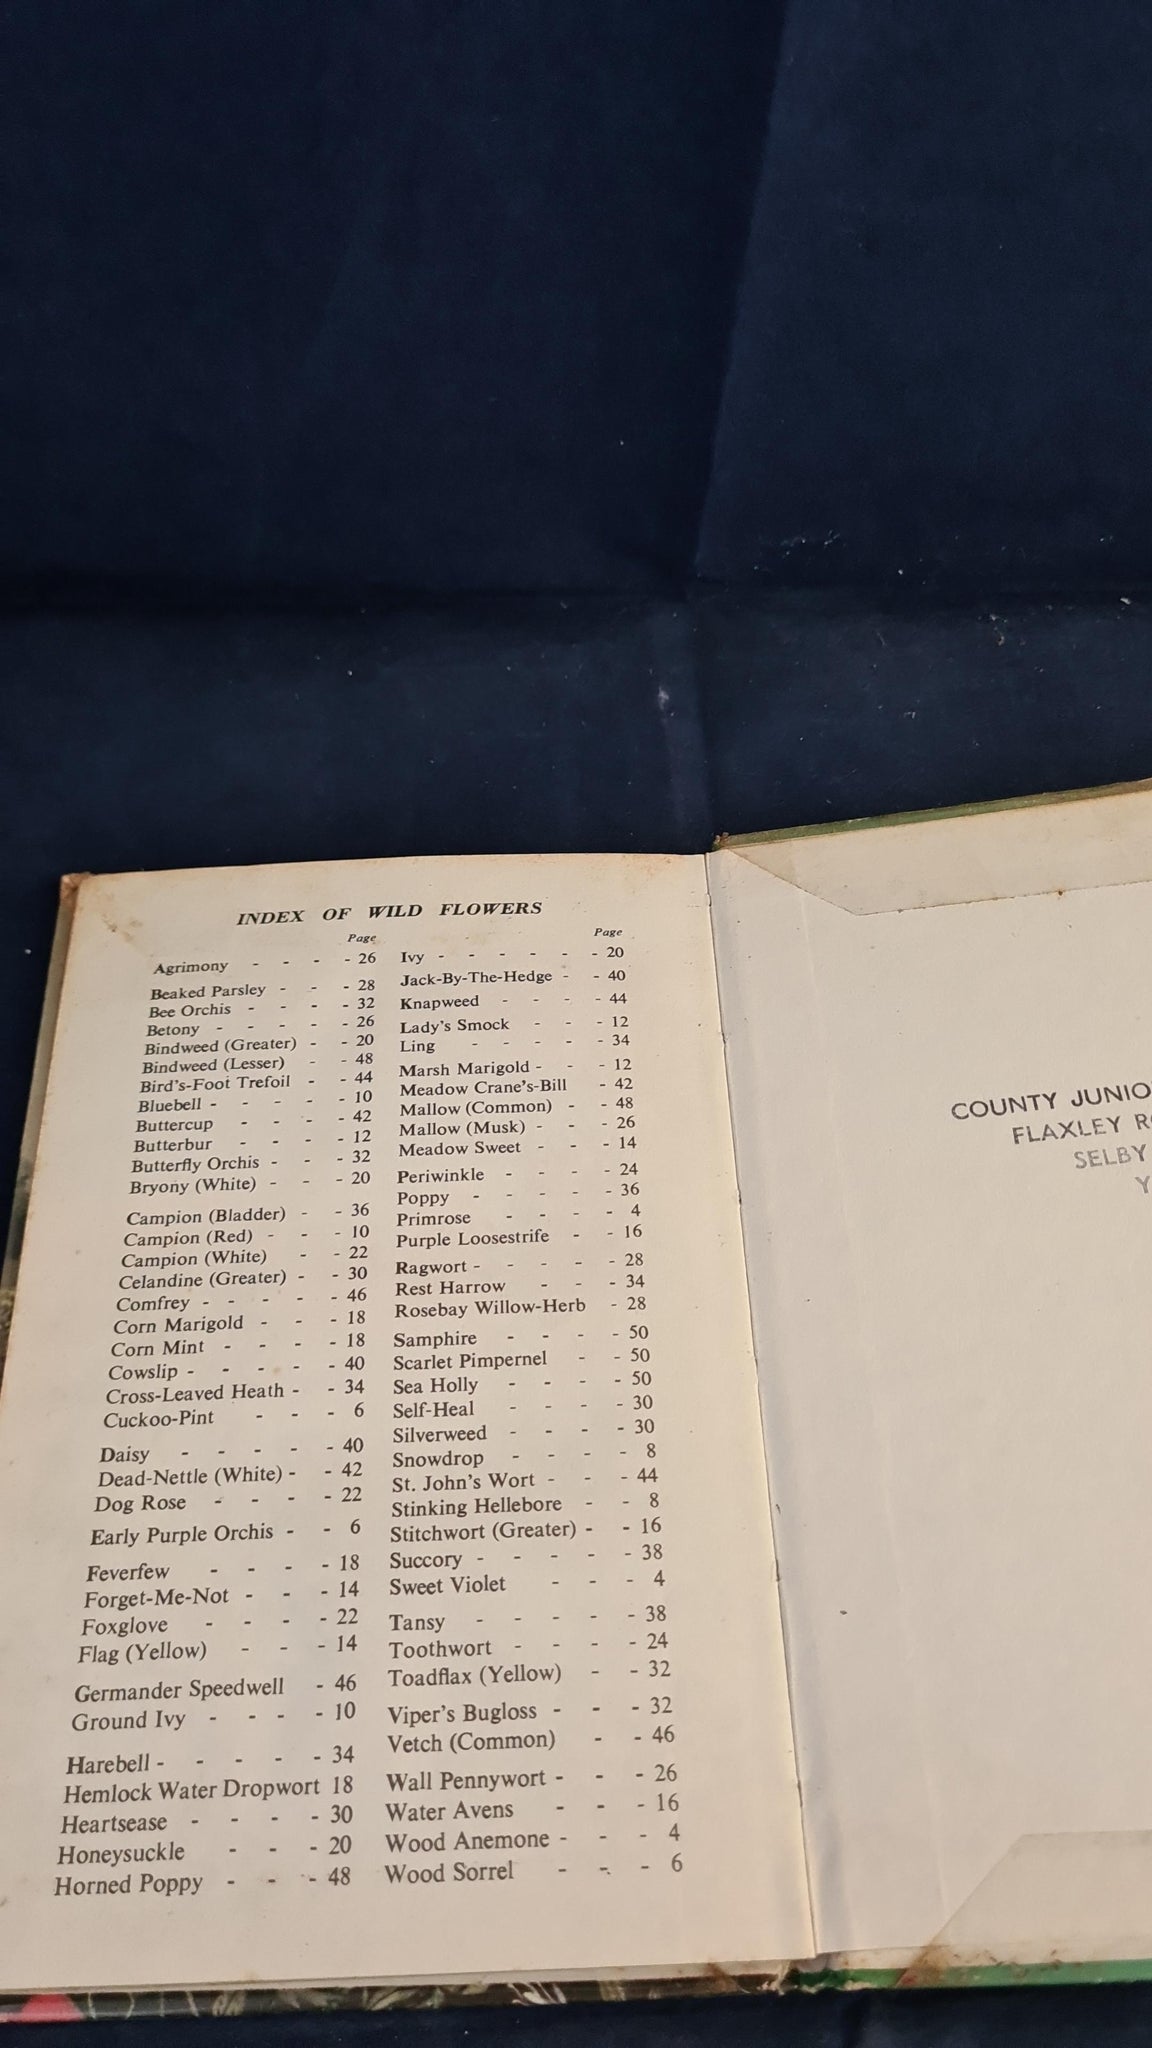 INDEX OF WILD FLOWERS
Page
Agrimony - - - - 26
Beaked Parsley - - - 28
Bee Orchis - - - - 32
Betony - - - - - 26
Bindweed (Greater) - - 20
Bindweed (Lesser) - - 48
Bird's-Foot Trefoil - - 44
Bluebell - - - - - 10
Buttercup - - - - 42
Butterbur - - - - 12
Butterfly Orchis - - - 32
Bryony (White) - - - 20
Campion (Bladder) - - 36
Campion (Red) - - - 10
Campion (White) - - 22
Celandine (Greater) - - 30
Comfrey - - - - - 46
Corn Marigold - - - 18
Corn Mint - - - - 18
Cowslip - - - - - 40
Cross-Leaved Heath - - 34
Cuckoo-Pint - - - 6
Daisy - - - - - 40
Dead-Nettle (White) - - 42
Dog Rose - - - - 22
Early Purple Orchis - - 6
Feverfew - - - - 18
Forget-Me-Not - - - 14
Foxglove - - - - 22
Flag (Yellow) - - - 14
Germander Speedwell - 46
Ground Ivy - - - - 10
Harebell - - - - - 34
Hemlock Water Dropwort 18
Heartsease - - - - 30
Honeysuckle - - - 20
Horned Poppy - - - 48
Page
Ivy - - - - - - 20
Jack-By-The-Hedge - - 40
Knapweed - - - - 44
Lady's Smock - - - 12
Ling - - - - - 34
Marsh Marigold - - - 12
Meadow Crane's-Bill - 42
Mallow (Common) - - 48
Mallow (Musk) - - - 26
Meadow Sweet - - - 14
Periwinkle - - - - 24
Poppy - - - - - 36
Primrose - - - - 4
Purple Loosestrife - - 16
Ragwort - - - - - 28
Rest Harrow - - - 34
Rosebay Willow-Herb - 28
Samphire - - - - 50
Scarlet Pimpernel - - 50
Sea Holly - - - - 50
Self-Heal - - - - 30
Silverweed - - - - 30
Snowdrop - - - - 8
St. John's Wort - - - 44
Stinking Hellebore - - 8
Stitchwort (Greater) - - 16
Succory - - - - - 38
Sweet Violet - - - 4
Tansy - - - - - 38
Toothwort - - - - 24
Toadflax (Yellow) - - 32
Viper's Bugloss - - - 32
Vetch (Common) - - 46
Wall Pennywort - - - 26
Water Avens - - - 16
Wood Anemone - - - 4
Wood Sorrel - - - 6
COUNTY JUNIO
FLAXLEY R
SELBY
Y